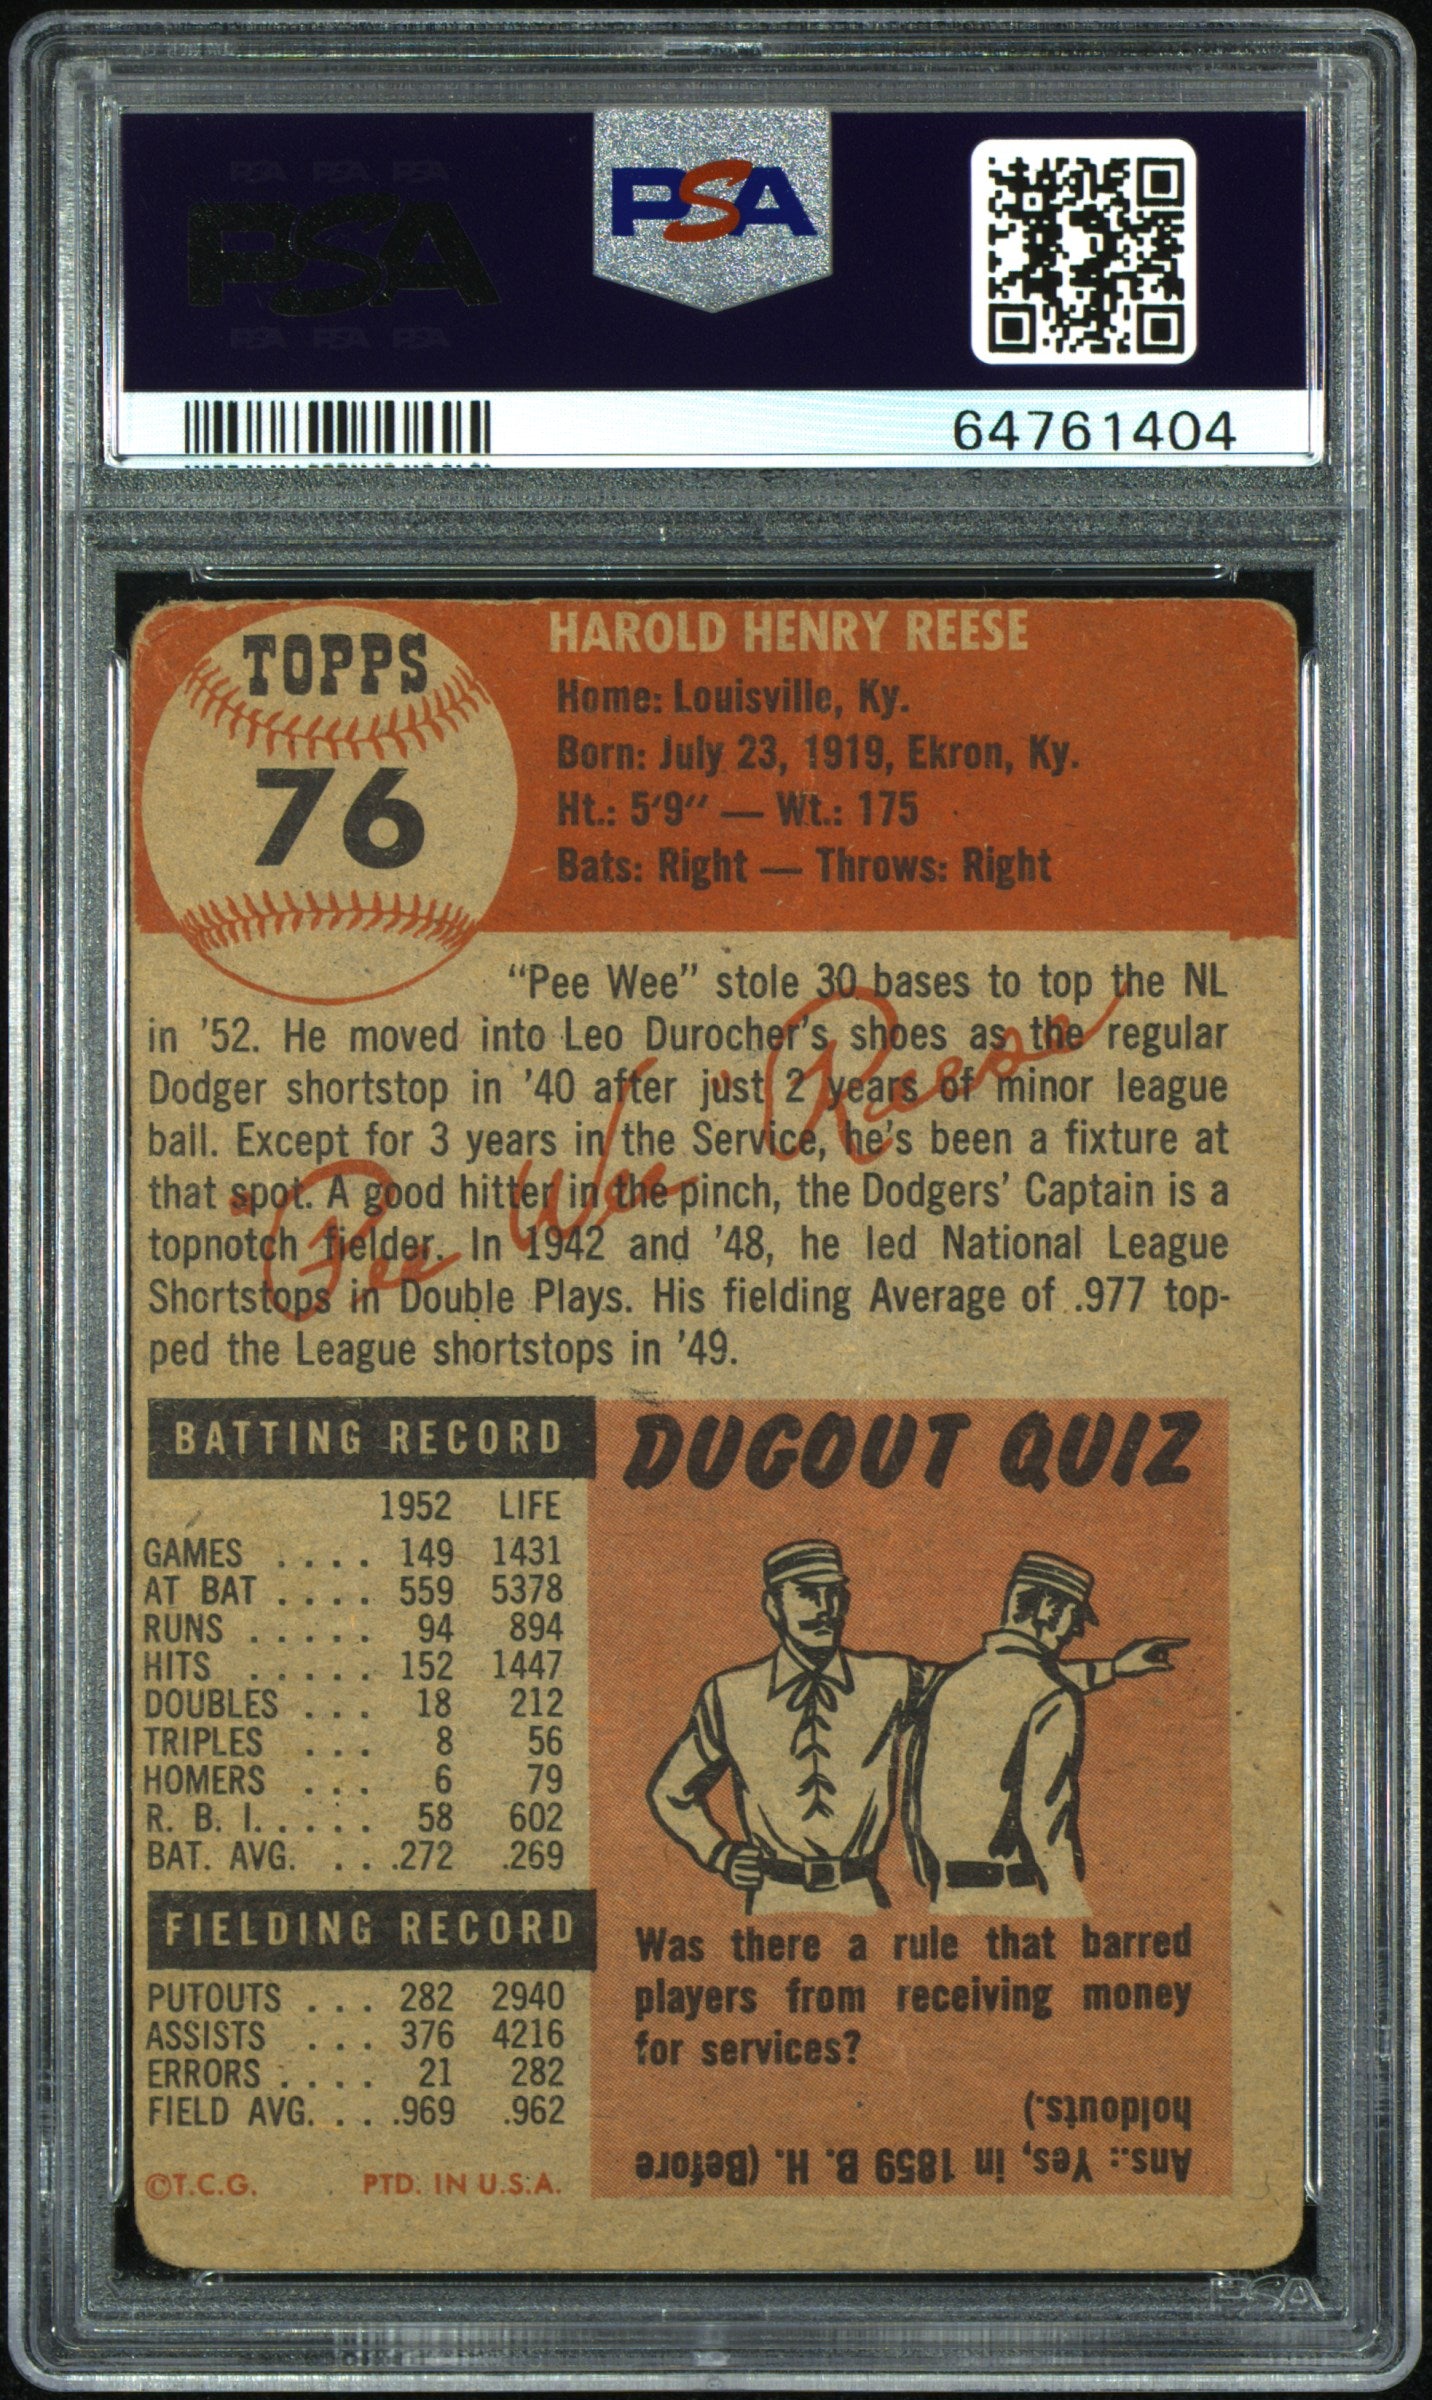 PSA PSA PSA
PSA
PSA PSA PSA
PSA
64761404
TOPPS
76
HAROLD HENRY REESE
Home: Louisville, Ky.
Born: July 23, 1919, Ekron, Ky.
Ht.: 5'9" — Wt.: 175
Bats: Right — Throws: Right
"Pee Wee" stole 30 bases to top the NL
in '52. He moved into Leo Durocher's shoes as the regular
Dodger shortstop in '40 after just 2 years of minor league
ball. Except for 3 years in the Service, he's been a fixture at
that spot. A good hitter in the pinch, the Dodgers' Captain is a
topnotch fielder. In 1942 and '48, he led National League
Shortstops in Double Plays. His fielding Average of .977 top-
ped the League shortstops in '49.
"Pee Wee" Reese
BATTING RECORD
1952 LIFE
GAMES .... 149 1431
AT BAT .... 559 5378
RUNS ..... 94 894
HITS ..... 152 1447
DOUBLES ... 18 212
TRIPLES ... 8 56
HOMERS ... 6 79
R. B. I. .... 58 602
BAT. AVG. ... .272 .269
FIELDING RECORD
PUTOUTS ... 282 2940
ASSISTS ... 376 4216
ERRORS .... 21 282
FIELD AVG. ... .969 .962
©T.C.G. PTD. IN U.S.A.
DUGOUT QUIZ
Was there a rule that barred
players from receiving money
for services?
Ans.: Yes, in 1859 B. H. (Before
holdouts.)
PSA